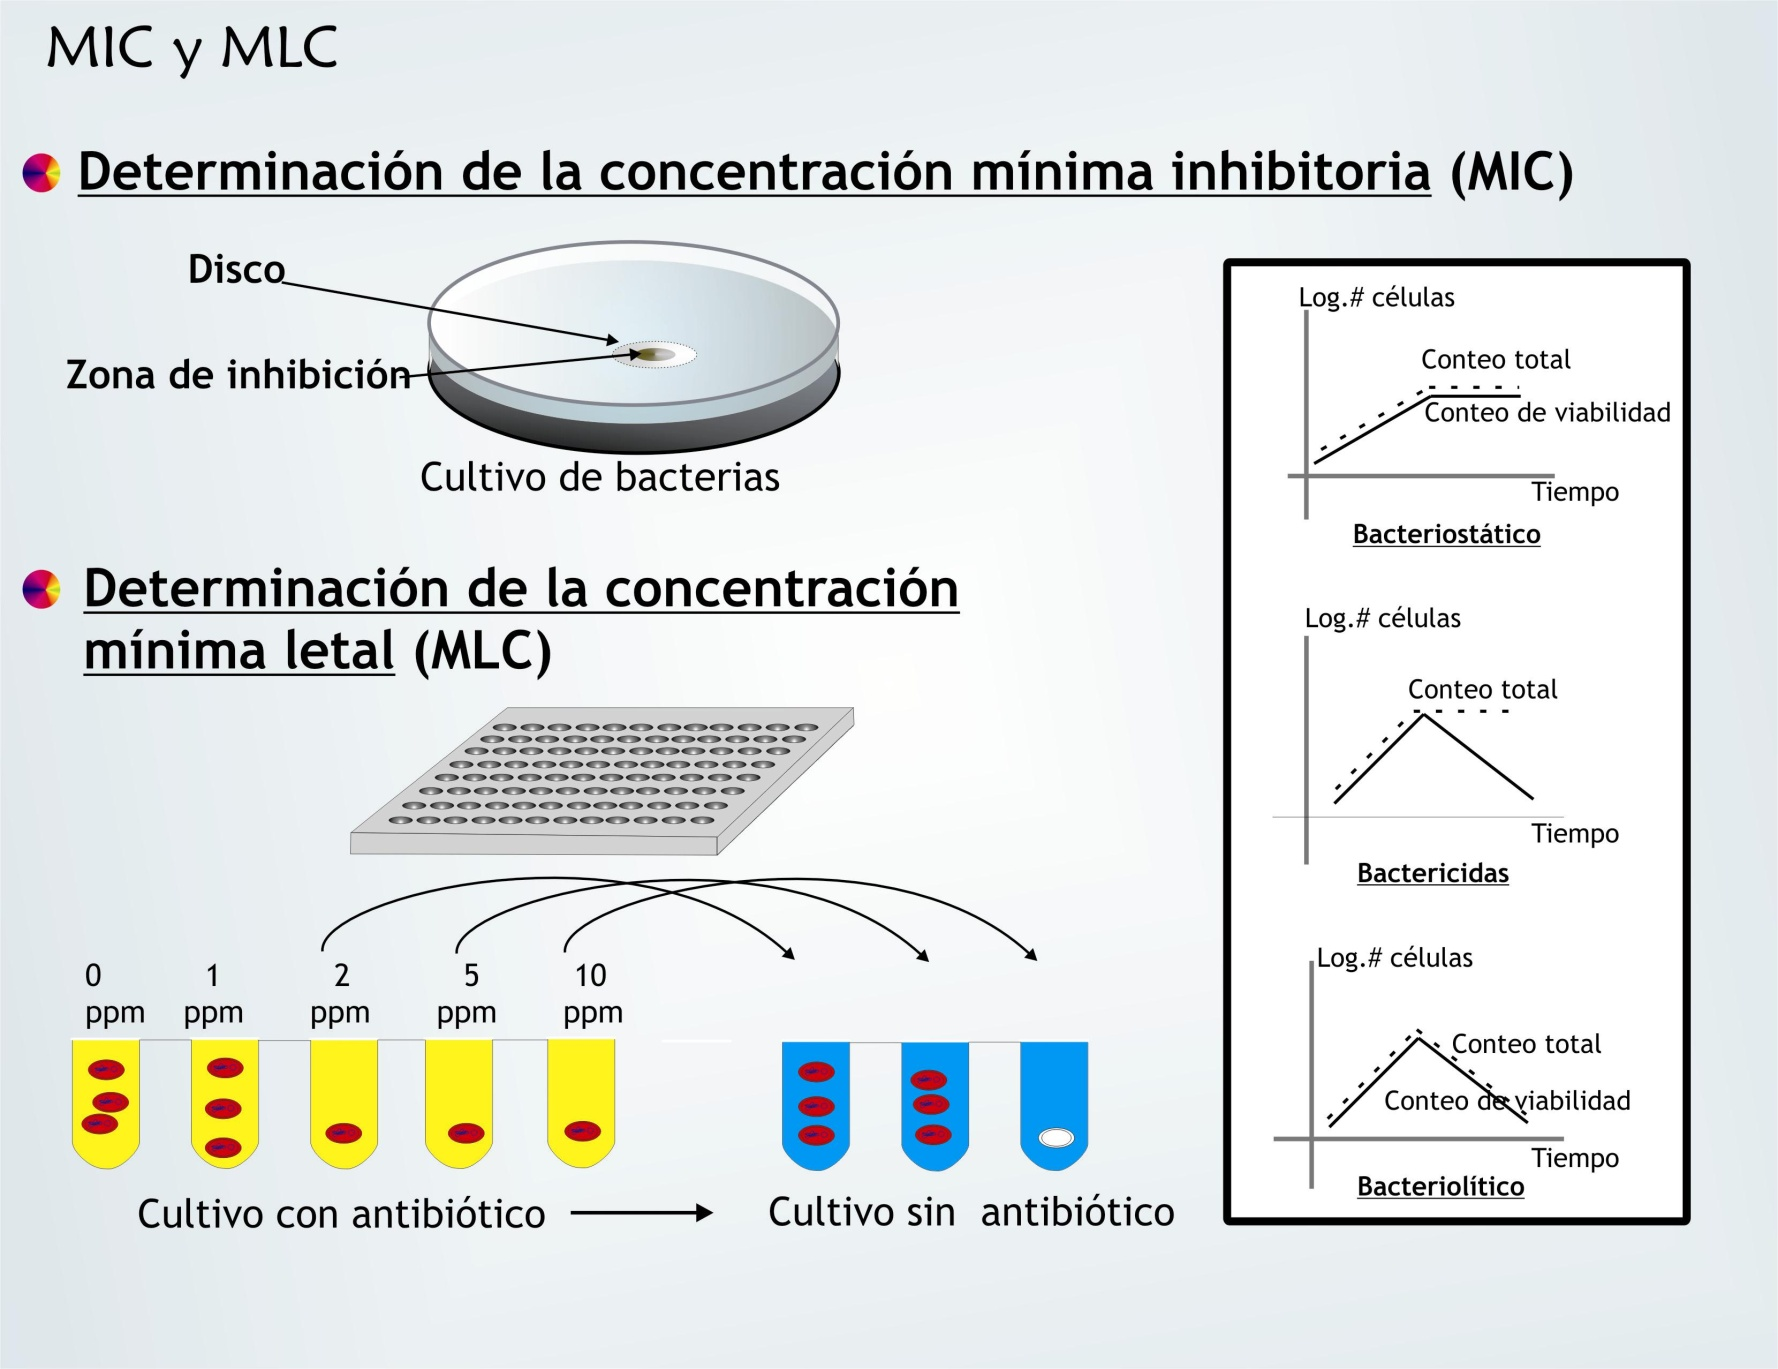 MIC y MLC
Determinación de la concentración mínima inhibitoria (MIC)
Disco
Zona de inhibición
Cultivo de bacterias
Determinación de la concentración
mínima letal (MLC)
0 1 2 5 10
ppm ppm ppm ppm ppm
Cultivo con antibiótico
Cultivo sin antibiótico
Log.# células
Conteo total
Conteo de viabilidad
Tiempo
Bacteriostático
Log.# células
Conteo total
Tiempo
Bactericidas
Log.# células
Conteo total
Conteo de viabilidad
Tiempo
Bacteriolítico